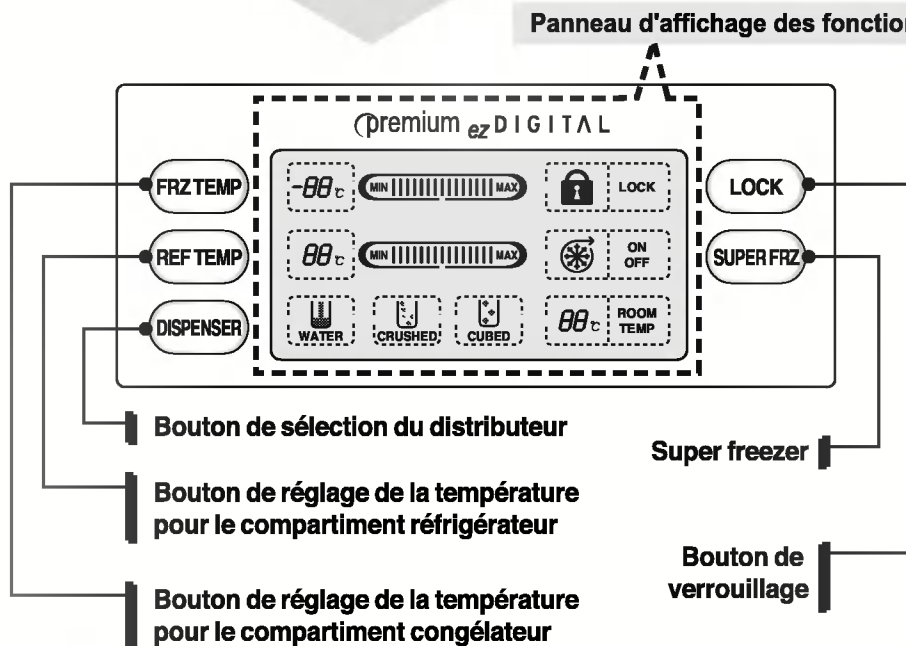 Panneau d'affichage des fonction
premium ez DIGITAL
FRZ TEMP
-88 °C MIN MAX
LOCK
LOCK
REF TEMP
88 °C MIN MAX
ON
OFF
SUPER FRZ
DISPENSER
WATER CRUSHED CUBED
88 °C
ROOM
TEMP
Bouton de sélection du distributeur
Super freezer
Bouton de réglage de la température
pour le compartiment réfrigérateur
Bouton de
verrouillage
Bouton de réglage de la température
pour le compartiment congélateur